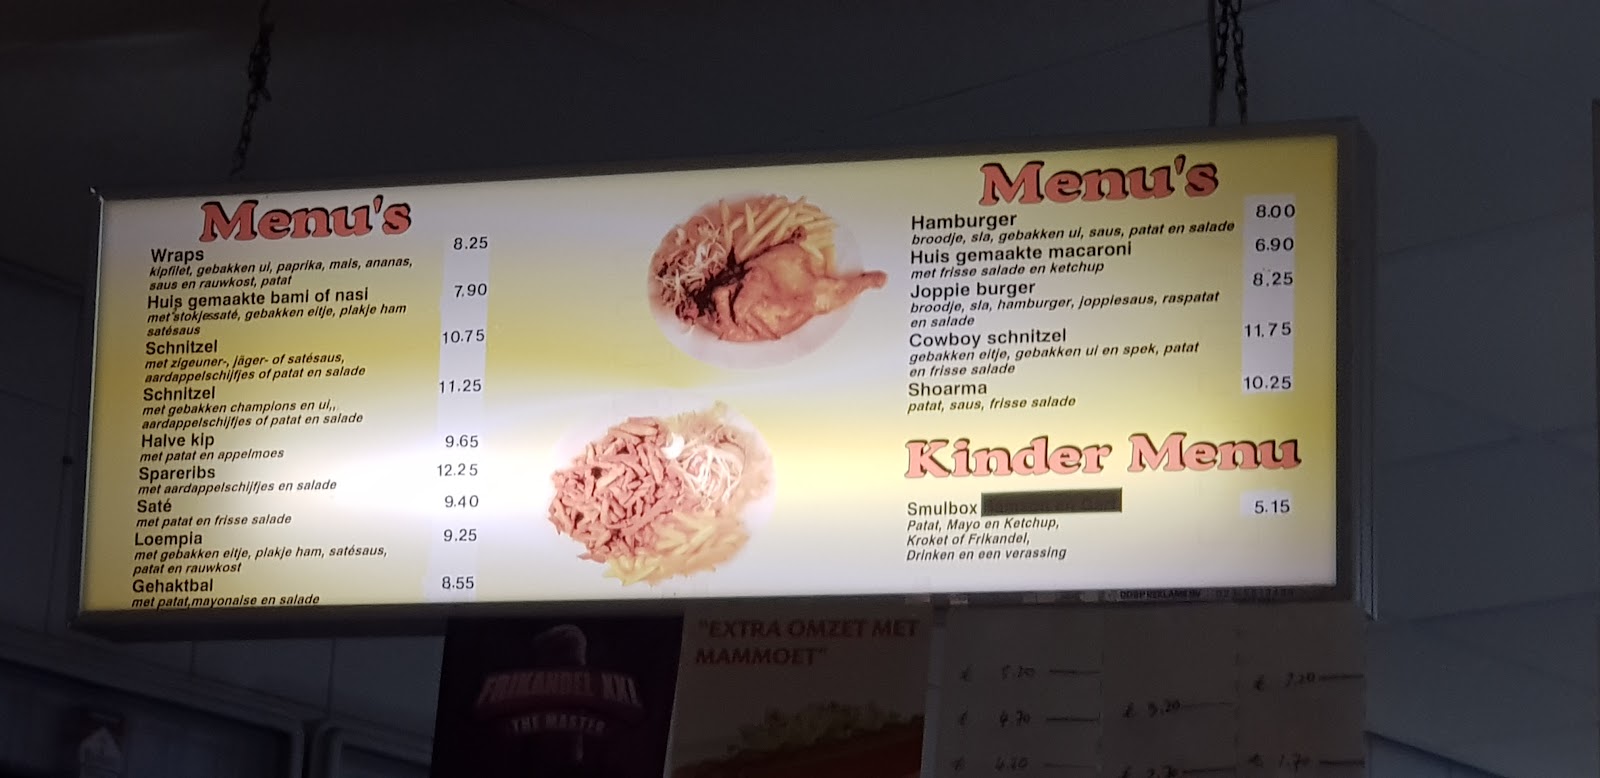 Menu's
Wraps 8.25
kipfilet, gebakken ui, paprika, mais, ananas,
saus en rauwkost, patat
Huis gemaakte bami of nasi 7.90
met stokjessaté, gebakken eitje, plakje ham
satésaus
Schnitzel 10.75
met zigeuner-, jäger- of satésaus,
aardappelschijfjes of patat en salade
Schnitzel 11.25
met gebakken champions en ui,,
aardappelschijfjes of patat en salade
Halve kip 9.65
met patat en appelmoes
Spareribs 12.25
met aardappelschijfjes en salade
Saté 9.40
met patat en frisse salade
Loempia 9.25
met gebakken eitje, plakje ham, satésaus,
patat en rauwkost
Gehaktbal 8.55
met patat,mayonaise en salade
Menu's
Hamburger 8.00
broodje, sla, gebakken ui, saus, patat en salade
Huis gemaakte macaroni 6.90
met frisse salade en ketchup
Joppie burger 8.25
broodje, sla, hamburger, joppiesaus, raspatat
en salade
Cowboy schnitzel 11.75
gebakken eitje, gebakken ui en spek, patat
en frisse salade
Shoarma 10.25
patat, saus, frisse salade
Kinder Menu
Smulbox 5.15
Patat, Mayo en Ketchup,
Kroket of Frikandel,
Drinken en een verassing
FRIKANDEL XXL
THE MASTER
"EXTRA OMZET MET
MAMMOET"
€ 5.20
€ 4.70